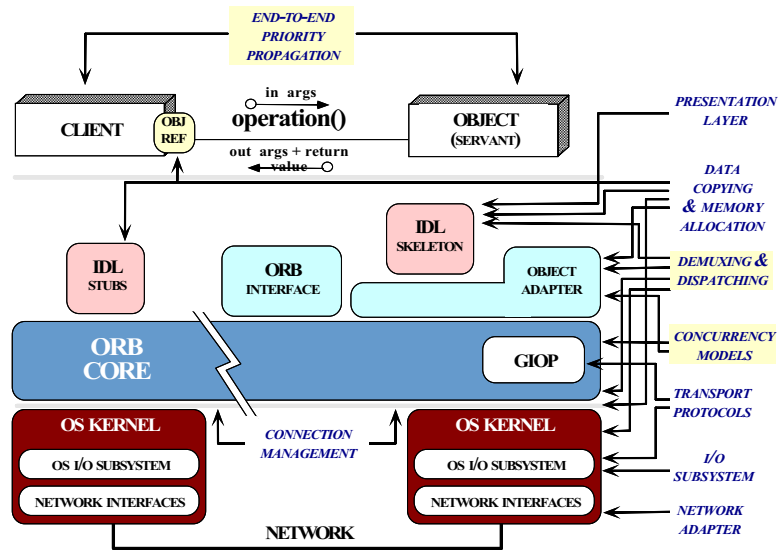 END-TO-END
PRIORITY
PROPAGATION
CLIENT
OBJ
REF
in args
operation()
out args + return
value
OBJECT
(SERVANT)
PRESENTATION
LAYER
DATA
COPYING
& MEMORY
ALLOCATION
IDL
SKELETON
IDL
STUBS
ORB
INTERFACE
OBJECT
ADAPTER
DEMUXING &
DISPATCHING
ORB
CORE
GIOP
CONCURRENCY
MODELS
TRANSPORT
PROTOCOLS
OS KERNEL
OS I/O SUBSYSTEM
NETWORK INTERFACES
CONNECTION
MANAGEMENT
OS KERNEL
OS I/O SUBSYSTEM
NETWORK INTERFACES
I/O
SUBSYSTEM
NETWORK
ADAPTER
NETWORK